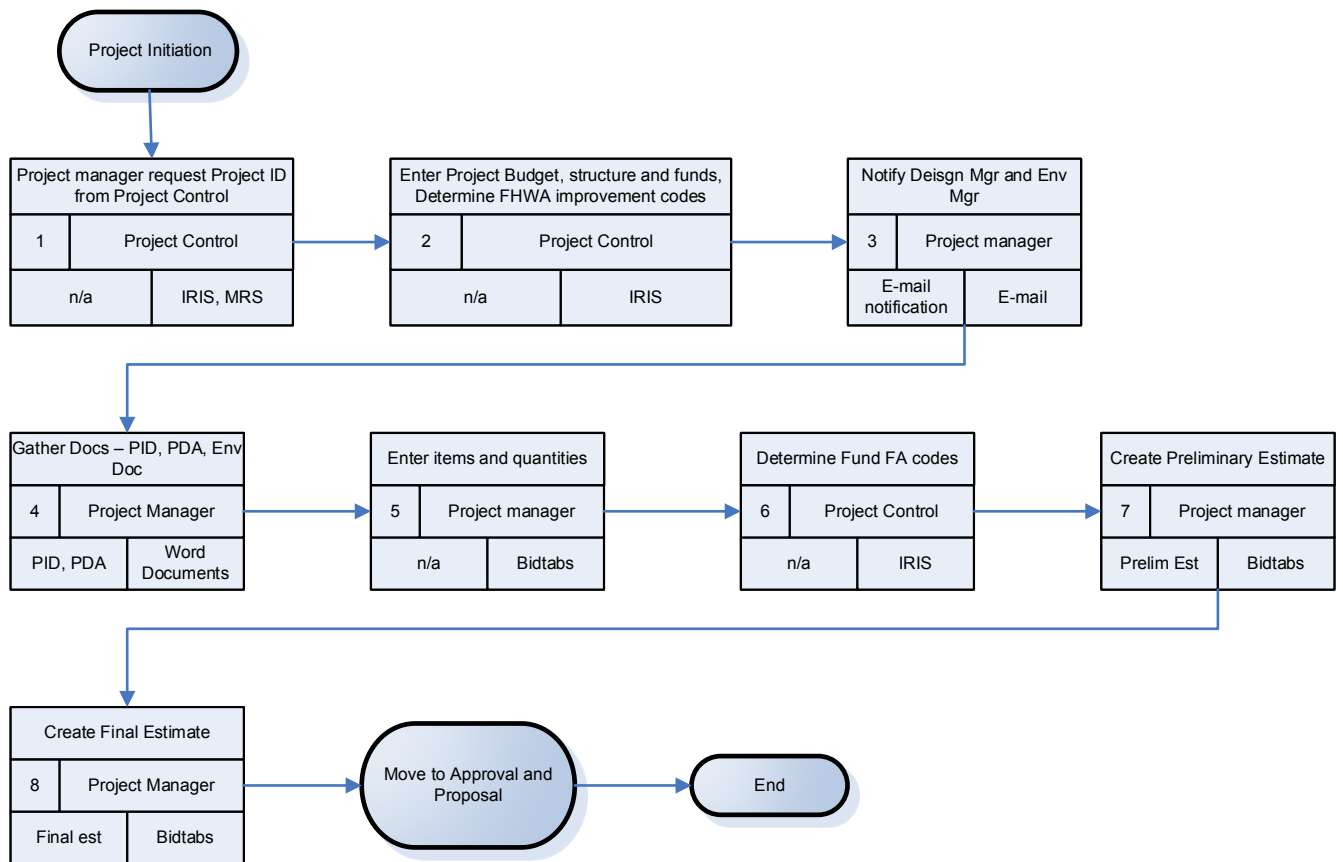 Project Initiation
Project manager request Project ID
from Project Control
1
Project Control
n/a
IRIS, MRS
Enter Project Budget, structure and funds,
Determine FHWA improvement codes
2
Project Control
n/a
IRIS
Notify Deisgn Mgr and Env
Mgr
3
Project manager
E-mail
notification
E-mail
Gather Docs – PID, PDA, Env
Doc
4
Project Manager
PID, PDA
Word
Documents
Enter items and quantities
5
Project manager
n/a
Bidtabs
Determine Fund FA codes
6
Project Control
n/a
IRIS
Create Preliminary Estimate
7
Project manager
Prelim Est
Bidtabs
Create Final Estimate
8
Project Manager
Final est
Bidtabs
Move to Approval and
Proposal
End